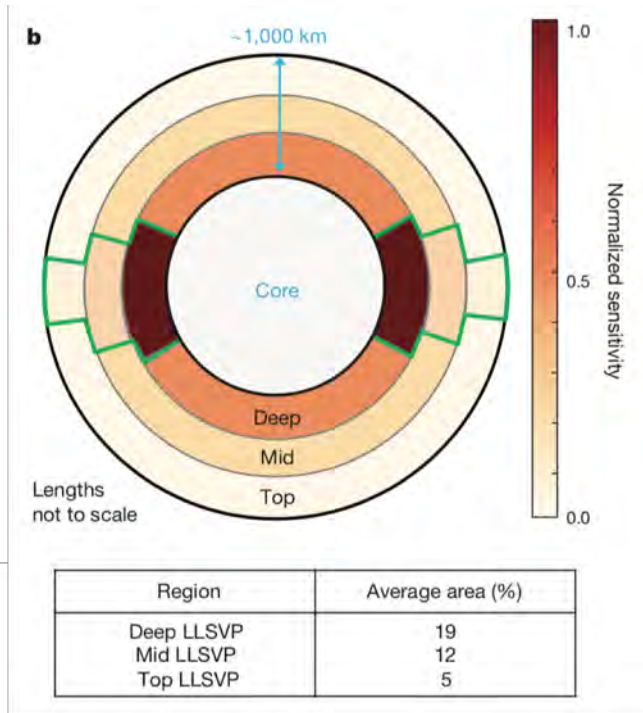 b
~1,000 km
1.0
Normalized sensitivity
0.5
Core
Deep
Mid
Top
Lengths
not to scale
0.0
Region Average area (%)
Deep LLSVP 19
Mid LLSVP 12
Top LLSVP 5